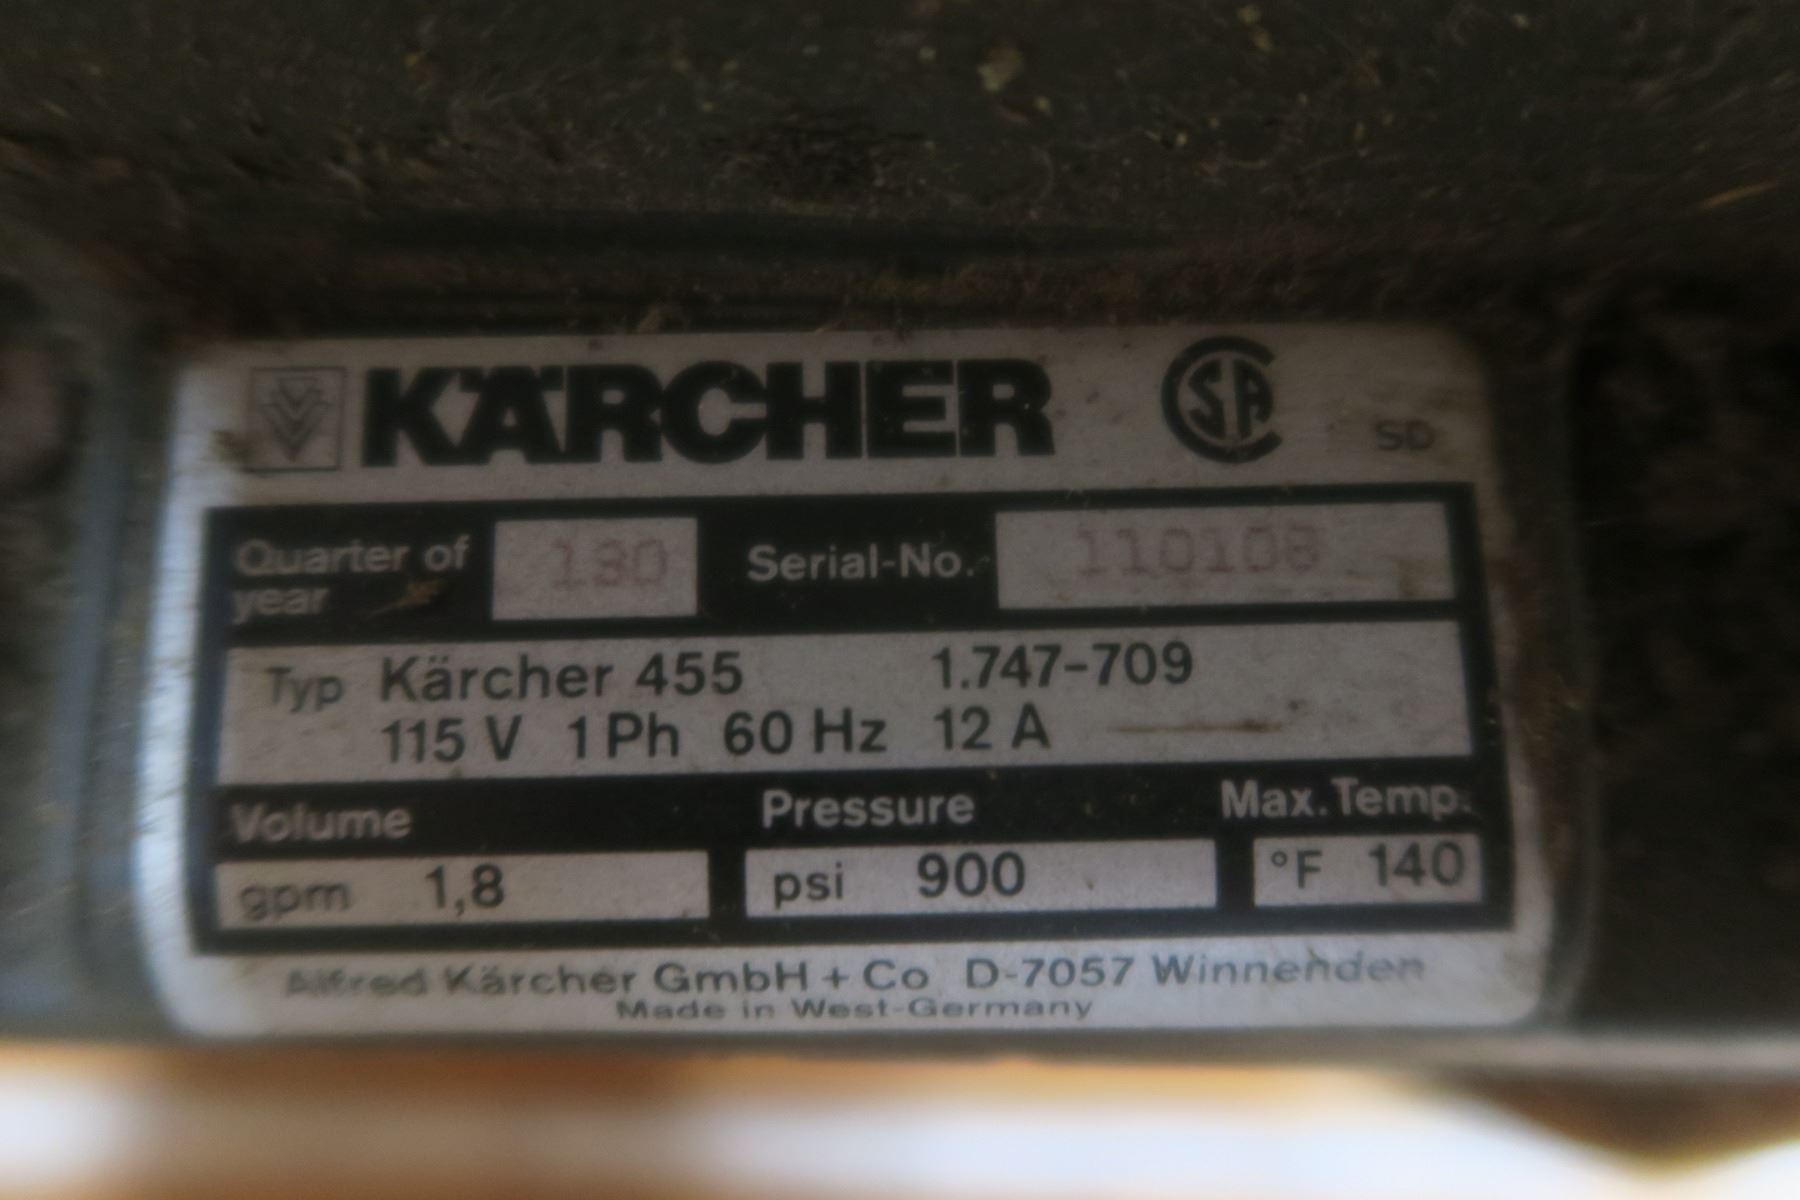 KÄRCHER CSA SD
Quarter of year 190 Serial-No. 110108
Typ Kärcher 455 1.747-709
115 V 1 Ph 60 Hz 12 A
Volume Pressure Max. Temp.
gpm 1,8 psi 900 °F 140
Alfred Kärcher GmbH + Co D-7057 Winnenden
Made in West-Germany